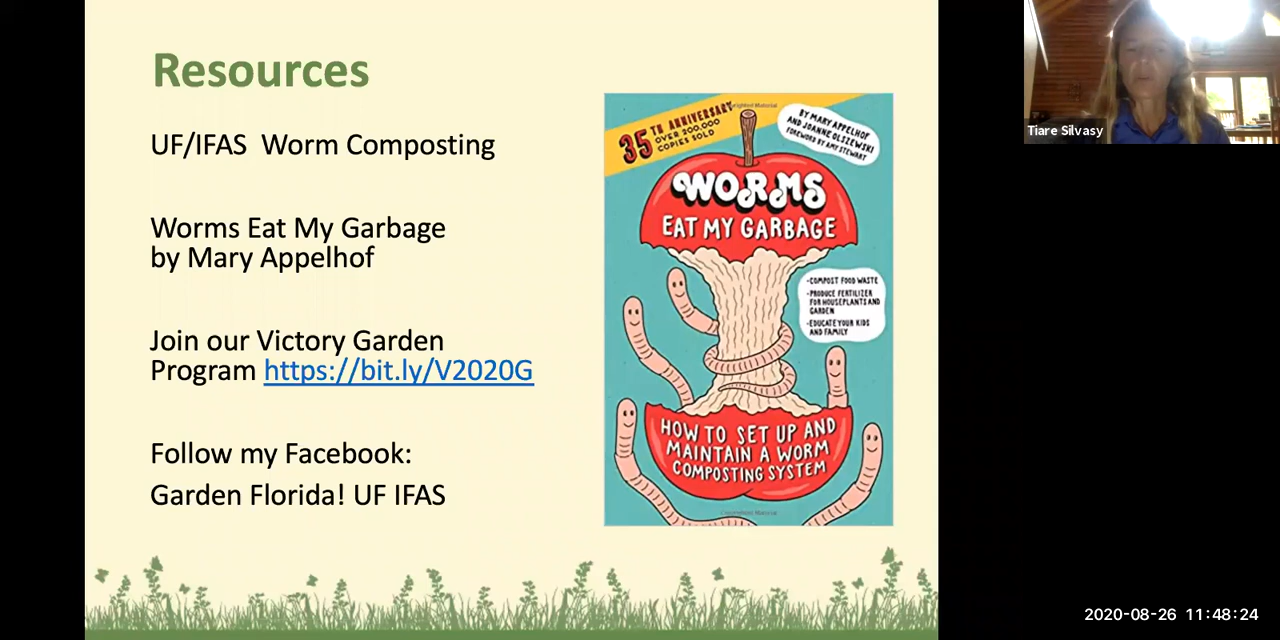 Resources
UF/IFAS  Worm Composting
Worms Eat My Garbage
by Mary Appelhof
Join our Victory Garden
Program https://bit.ly/V2020G
Follow my Facebook:
Garden Florida! UF IFAS
35TH ANNIVERSARY
OVER 200,000
COPIES SOLD
BY MARY APPELHOF
AND JOANNE OLSZEWSKI
FOREWORD BY AMY STEWART
WORMS
EAT MY GARBAGE
-COMPOST FOOD WASTE
-PRODUCE FERTILIZER
FOR HOUSEPLANTS AND
GARDEN
-EDUCATE YOUR KIDS
AND FAMILY
HOW TO SET UP AND
MAINTAIN A WORM
COMPOSTING SYSTEM
Tiare Silvasy
2020-08-26 11:48:24